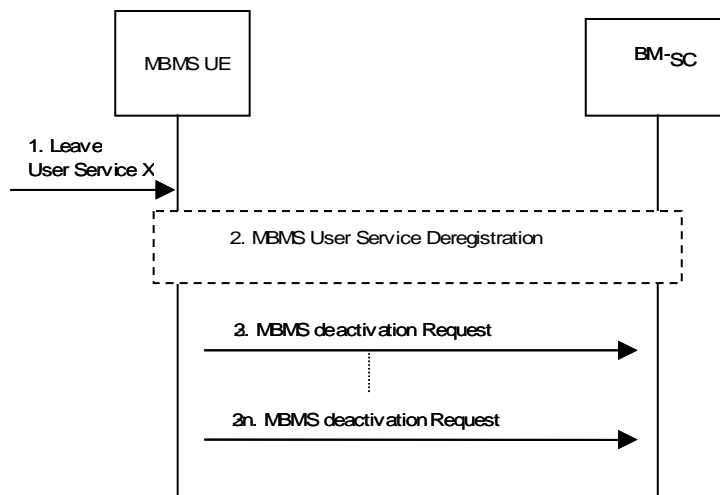 MBMS UE
BM-SC
1. Leave
User Service X
2. MBMS User Service Deregistration
3. MBMS deactivation Request
3n. MBMS deactivation Request